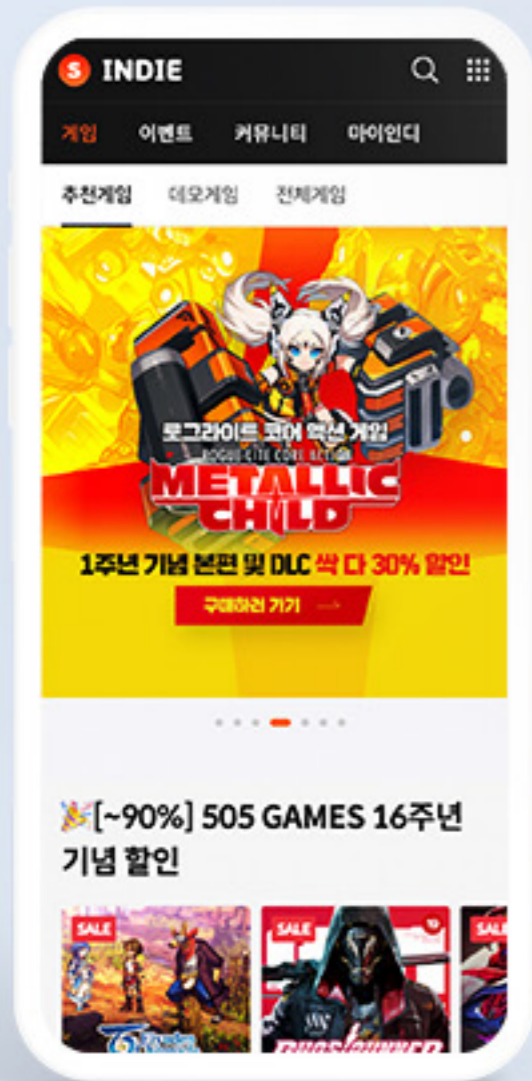 S INDIE
게임 이벤트 커뮤니티 마이인디
추천게임 데모게임 전체게임
로그라이트 코어 액션 게임
ROGUE LITE CORE ACTION
METALLIC
CHILD
1주년 기념 본편 및 DLC 싹 다 30% 할인
구매하러 가기
🎉[~90%] 505 GAMES 16주년
기념 할인
SALE SALE SALE
GHOSTRUNNER